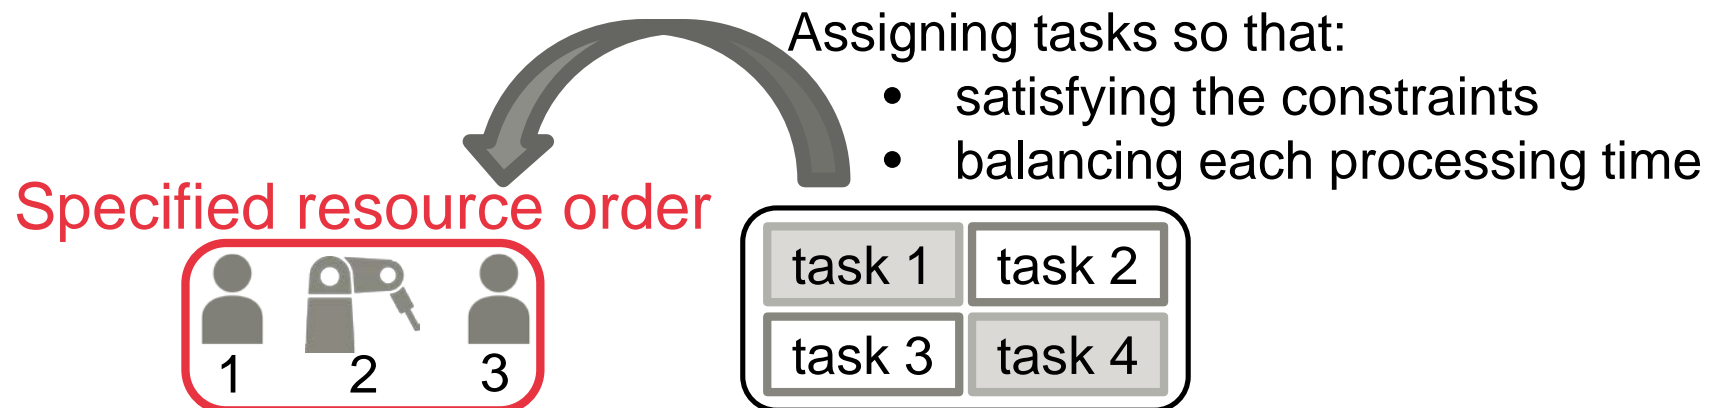 Assigning tasks so that:
• satisfying the constraints
• balancing each processing time
Specified resource order
1 2 3
task 1 task 2
task 3 task 4